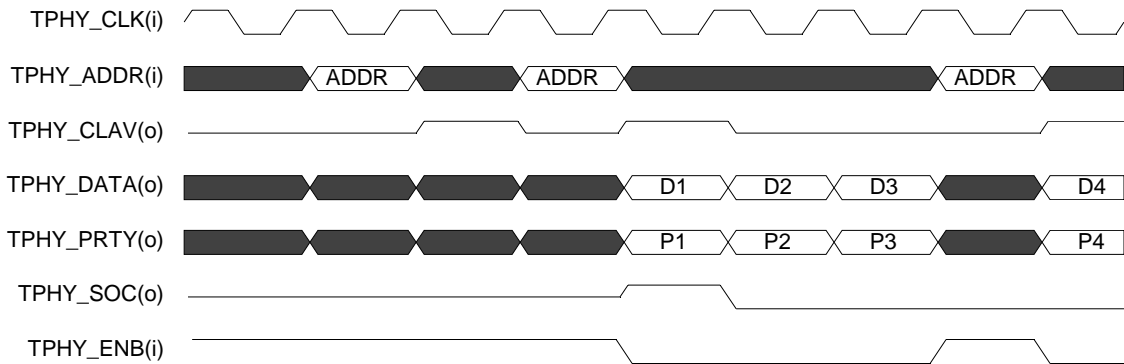 TPHY_CLK(i)
TPHY_ADDR(i) ADDR ADDR ADDR
TPHY_CLAV(o)
TPHY_DATA(o) D1 D2 D3 D4
TPHY_PRTY(o) P1 P2 P3 P4
TPHY_SOC(o)
TPHY_ENB(i)